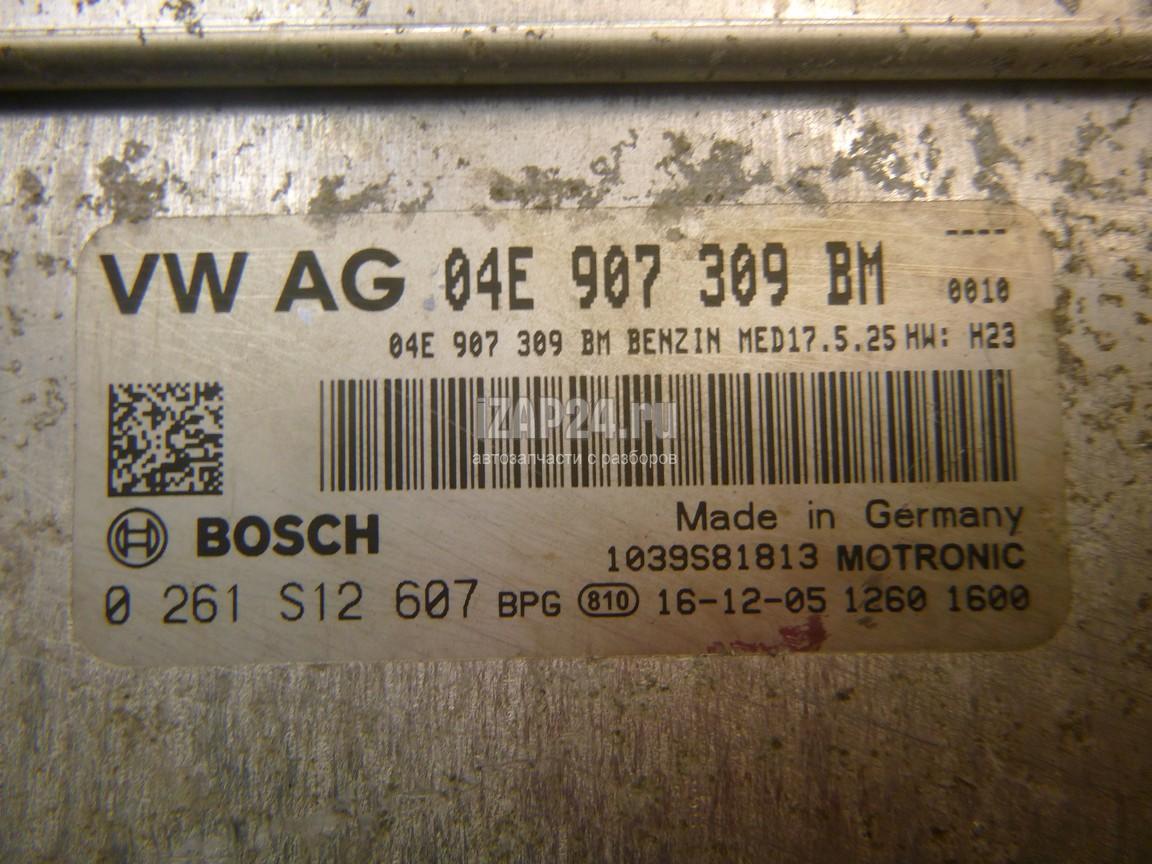 ----
VW AG 04E 907 309 BM 0010
04E 907 309 BM BENZIN MED17.5.25 HW: H23
iZAP24.ru
автозапчасти с разборов
BOSCH
Made in Germany
1039S81813 MOTRONIC
0 261 S12 607 BPG 810 16-12-05 1260 1600